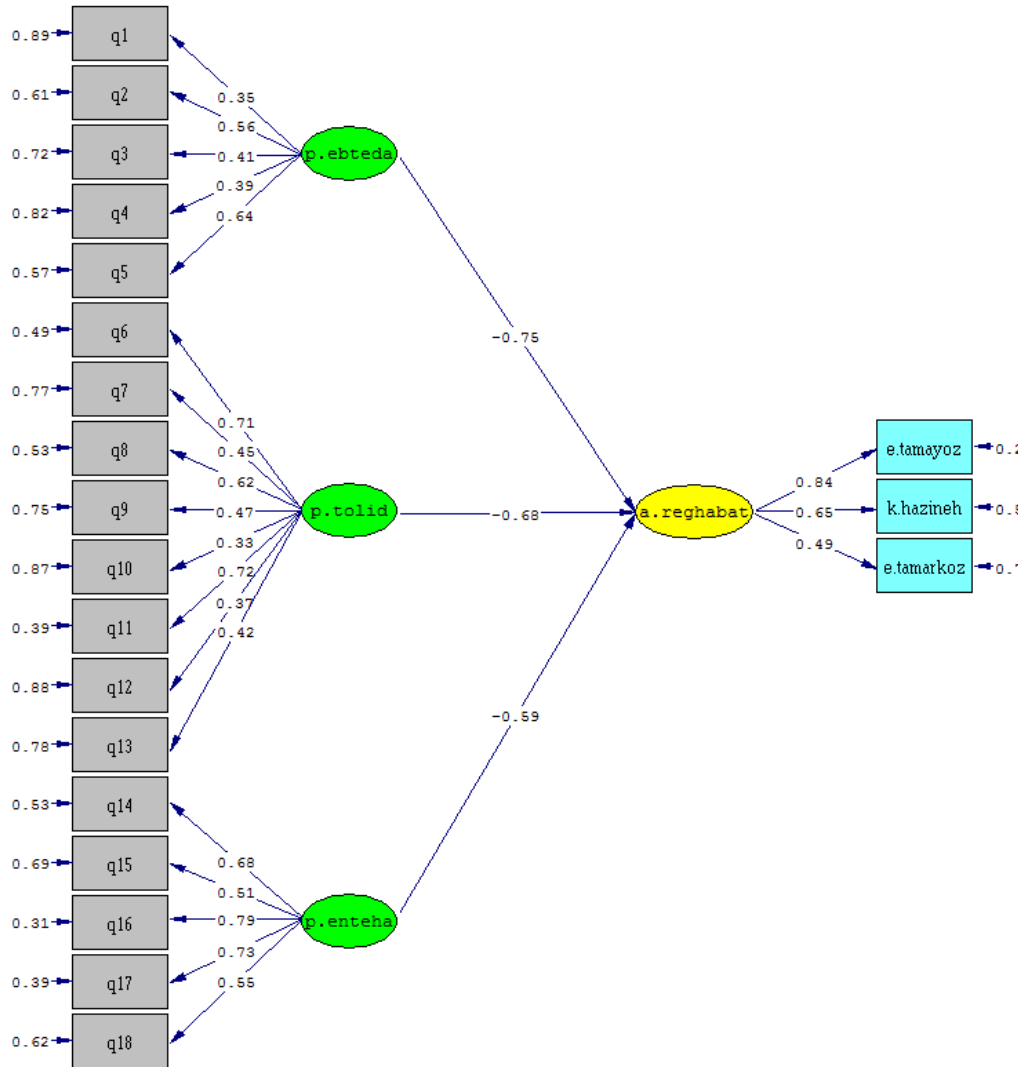 0.89 q1
0.35
0.61 q2
0.56
0.72 q3
0.41
p.ebteda
0.39
0.82 q4
0.64
0.57 q5
0.49 q6
-0.75
0.77 q7
0.71
0.53 q8
0.45
e.tamayoz
0.62
0.84
0.75 q9
0.47
p.tolid
-0.68
a.reghabat
0.65
k.hazineh
0.33
0.49
0.87 q10
0.72
e.tamarkoz
0.37
0.39 q11
0.42
0.88 q12
-0.59
0.78 q13
0.53 q14
0.68
0.69 q15
0.51
0.31 q16
0.79
p.enteha
0.73
0.39 q17
0.55
0.62 q18